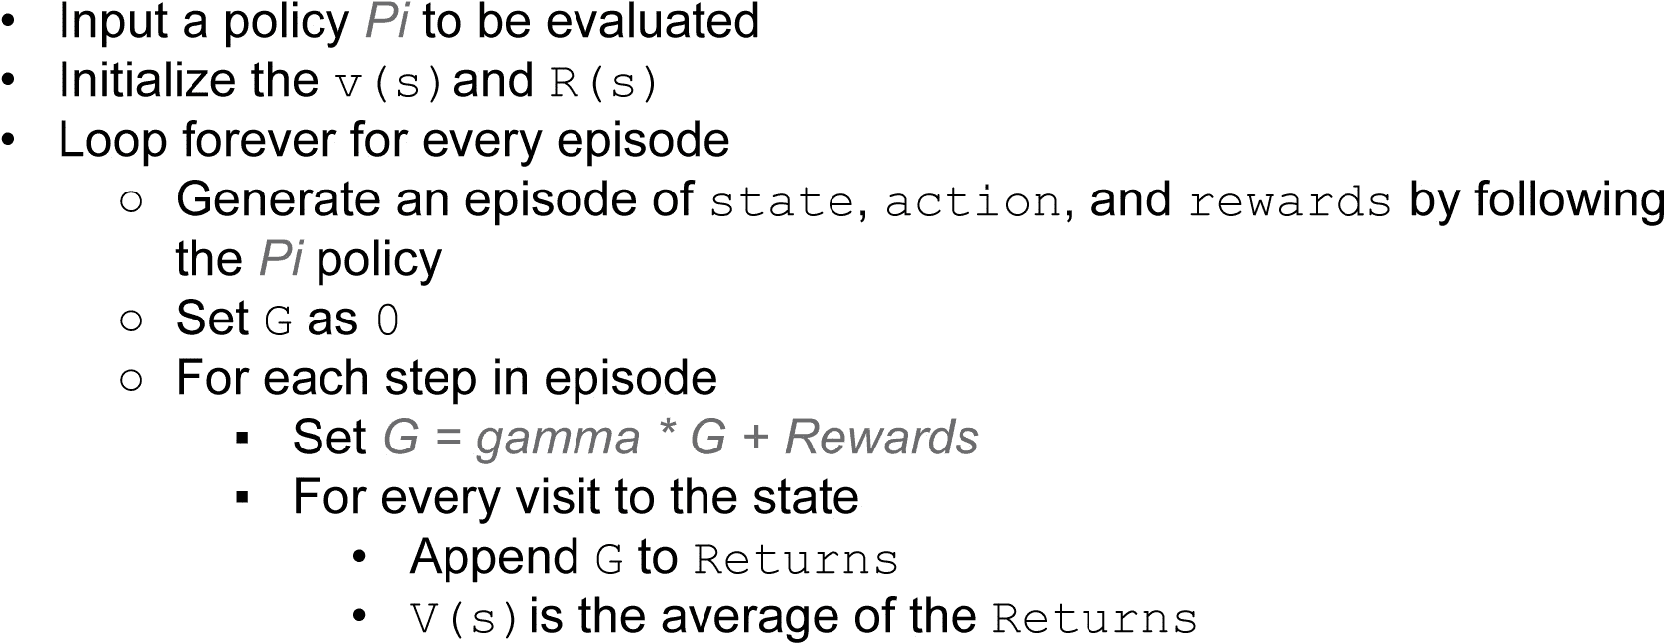 • Input a policy Pi to be evaluated
• Initialize the v(s)and R(s)
• Loop forever for every episode
○ Generate an episode of state, action, and rewards by following
the Pi policy
○ Set G as 0
○ For each step in episode
▪ Set G = gamma * G + Rewards
▪ For every visit to the state
• Append G to Returns
• V(s)is the average of the Returns